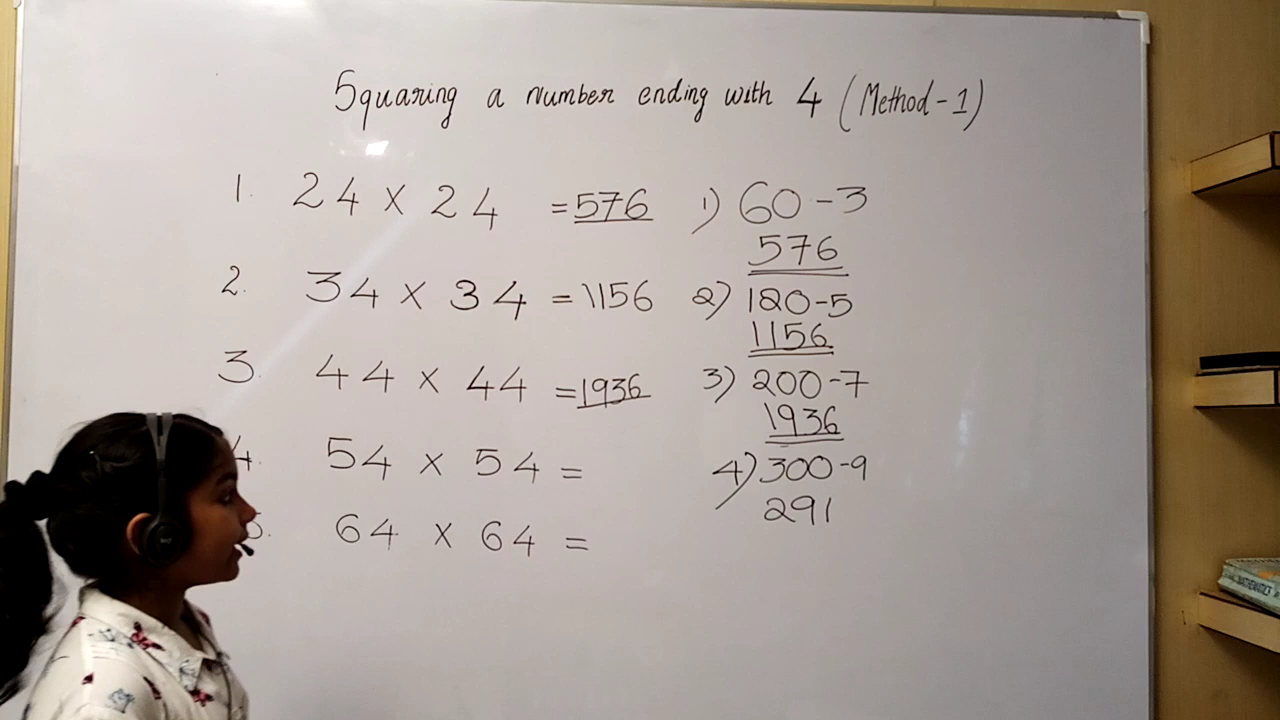 Squaring a number ending with 4 (Method-1)
1. 24 x 24 = 576
2. 34 x 34 = 1156
3. 44 x 44 = 1936
4. 54 x 54 =
64 x 64 =
1) 60-3
576
2) 120-5
1156
3) 200-7
1936
4) 300-9
291
MATHEMATICS